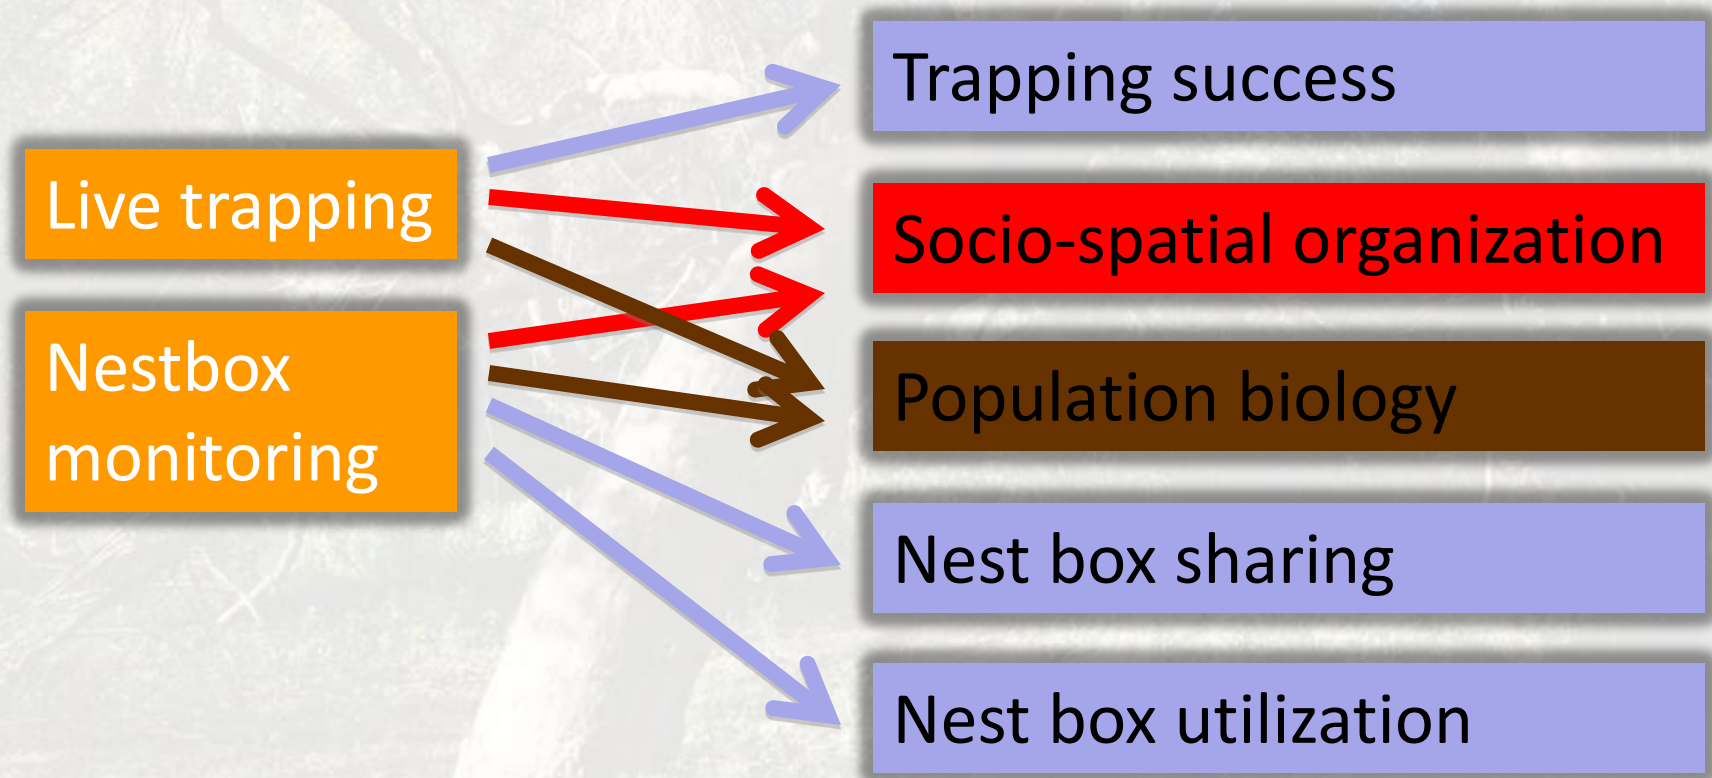 Live trapping
Nestbox
monitoring
Trapping success
Socio-spatial organization
Population biology
Nest box sharing
Nest box utilization